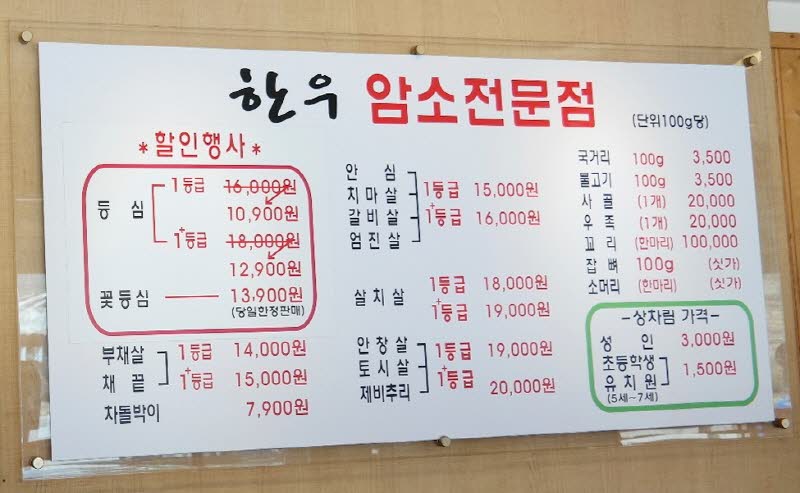 한우 암소전문점
(단위100g당)
*할인행사*
등 심
1등급 16,000원
10,900원
1+등급 18,000원
12,900원
꽃등심 13,900원
(당일한정판매)
부채살
채 끝
1등급 14,000원
1+등급 15,000원
차돌박이 7,900원
안 심
치마살
갈비살
엄진살
1등급 15,000원
1+등급 16,000원
살치살
1등급 18,000원
1+등급 19,000원
안창살
토시살
제비추리
1등급 19,000원
1+등급 20,000원
국거리 100g 3,500
불고기 100g 3,500
사 골 (1개) 20,000
우 족 (1개) 20,000
꼬 리 (한마리) 100,000
잡 뼈 100g (싯가)
소머리 (한마리) (싯가)
-상차림 가격-
성 인 3,000원
초등학생
유치원
1,500원
(5세~7세)